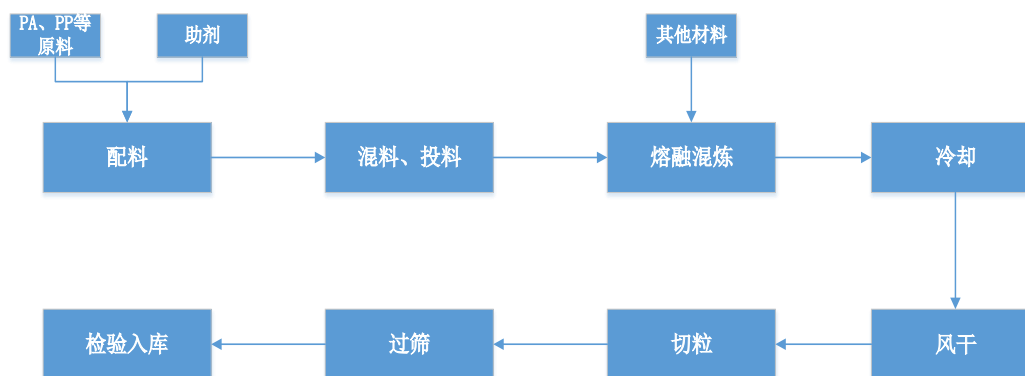 PA、PP等
原料
助剂
其他材料
配料
混料、投料
熔融混炼
冷却
检验入库
过筛
切粒
风干